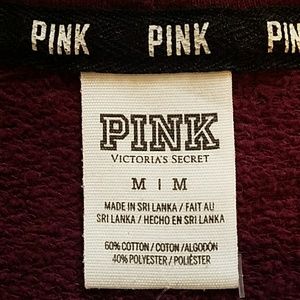 PINK PINK PIN
PINK
VICTORIA'S SECRET
M | M
MADE IN SRI LANKA / FAIT AU
SRI LANKA / HECHO EN SRI LANKA
60% COTTON / COTON / ALGODÓN
40% POLYESTER / POLIÉSTER